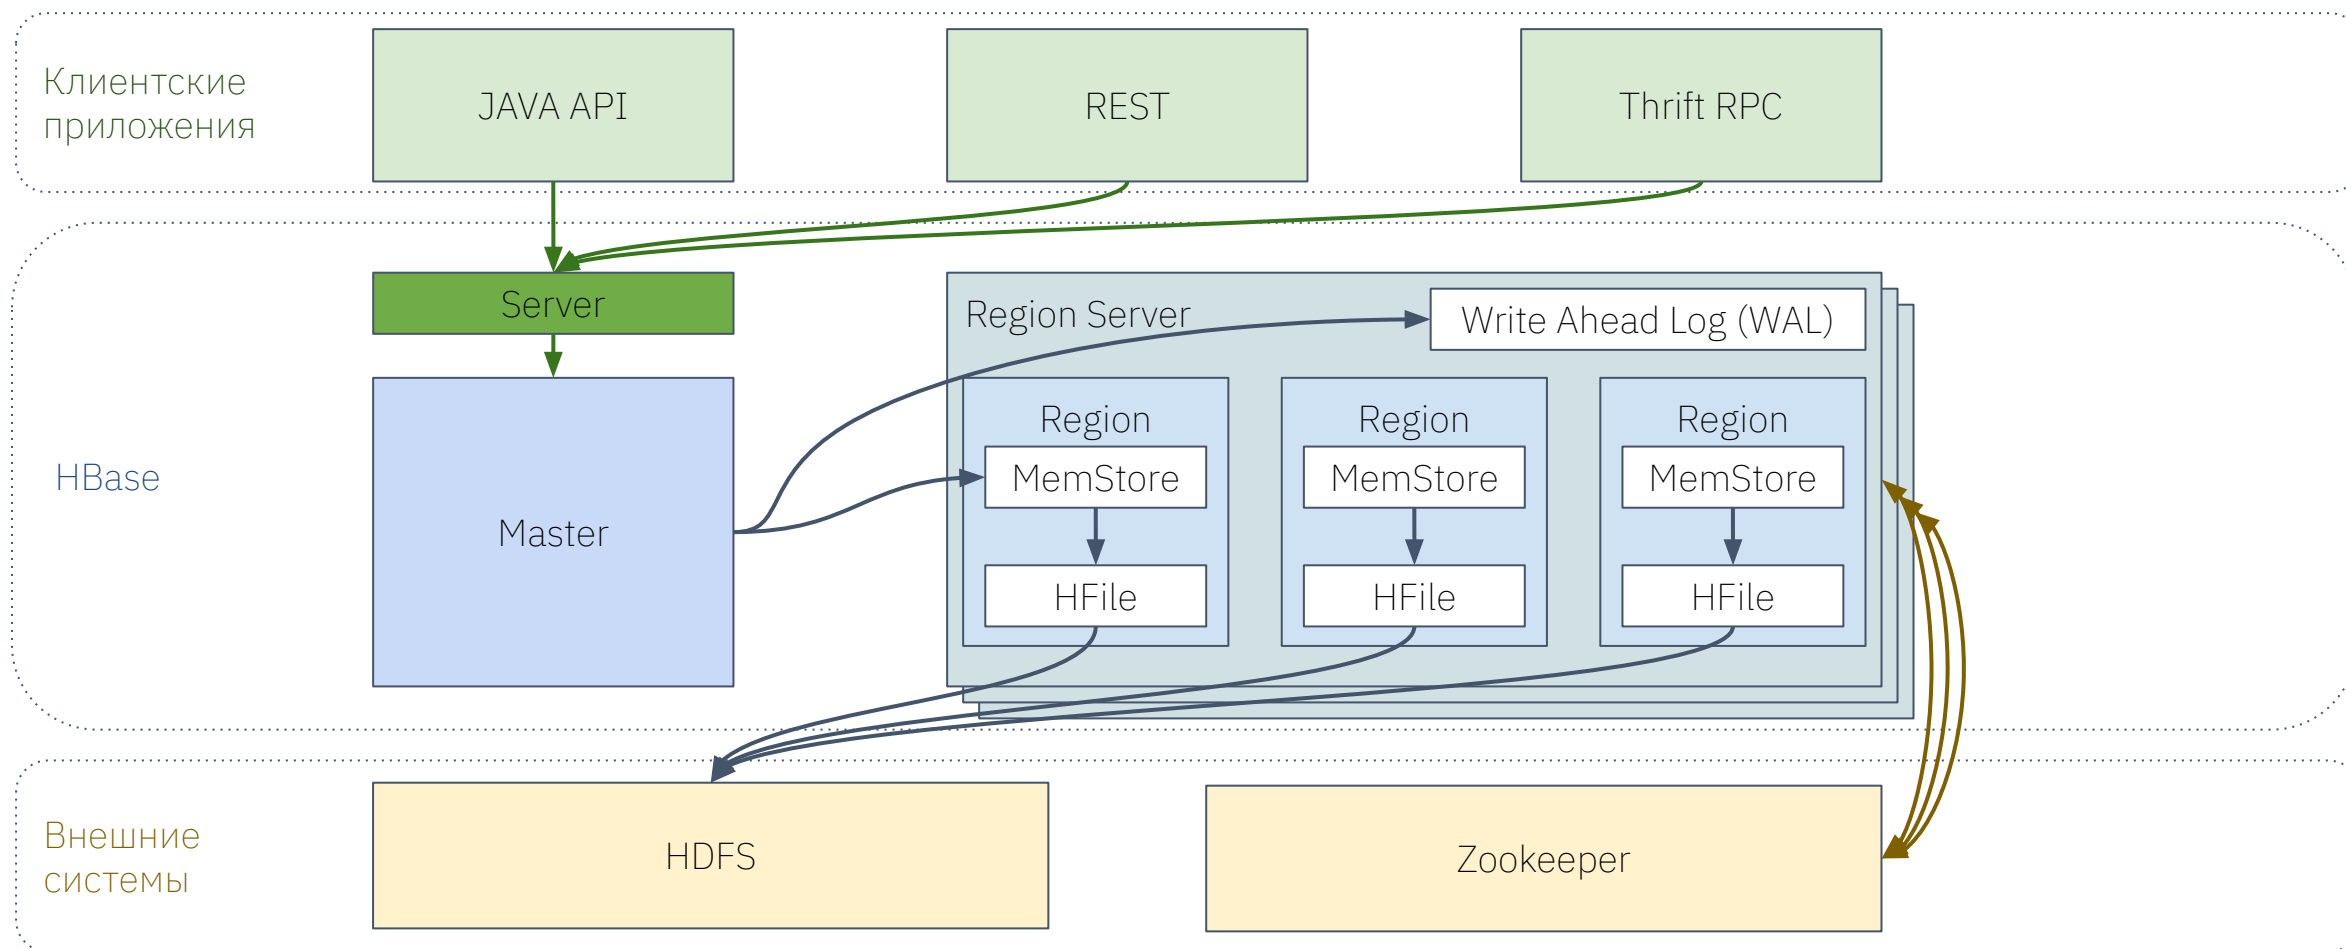 Клиентские
приложения
JAVA API
REST
Thrift RPC
HBase
Server
Master
Region Server
Write Ahead Log (WAL)
Region
Region
Region
MemStore
MemStore
MemStore
HFile
HFile
HFile
Внешние
системы
HDFS
Zookeeper